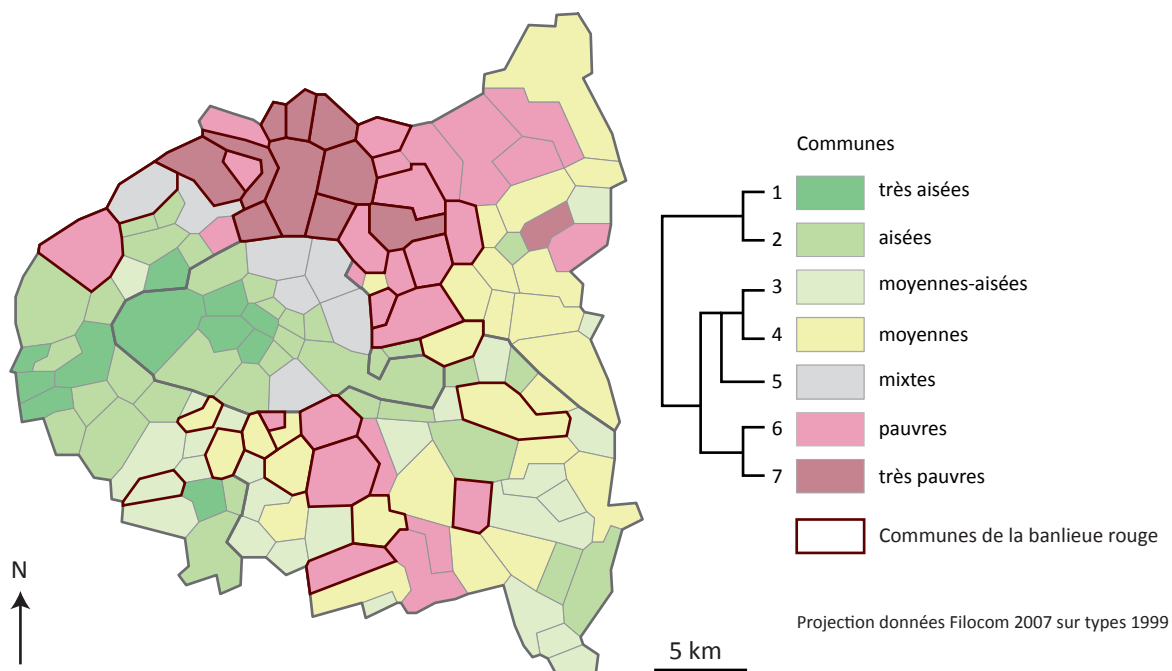 Communes
1 très aisées
2 aisées
3 moyennes-aisées
4 moyennes
5 mixtes
6 pauvres
7 très pauvres
Communes de la banlieue rouge
N
Projection données Filocom 2007 sur types 1999
5 km